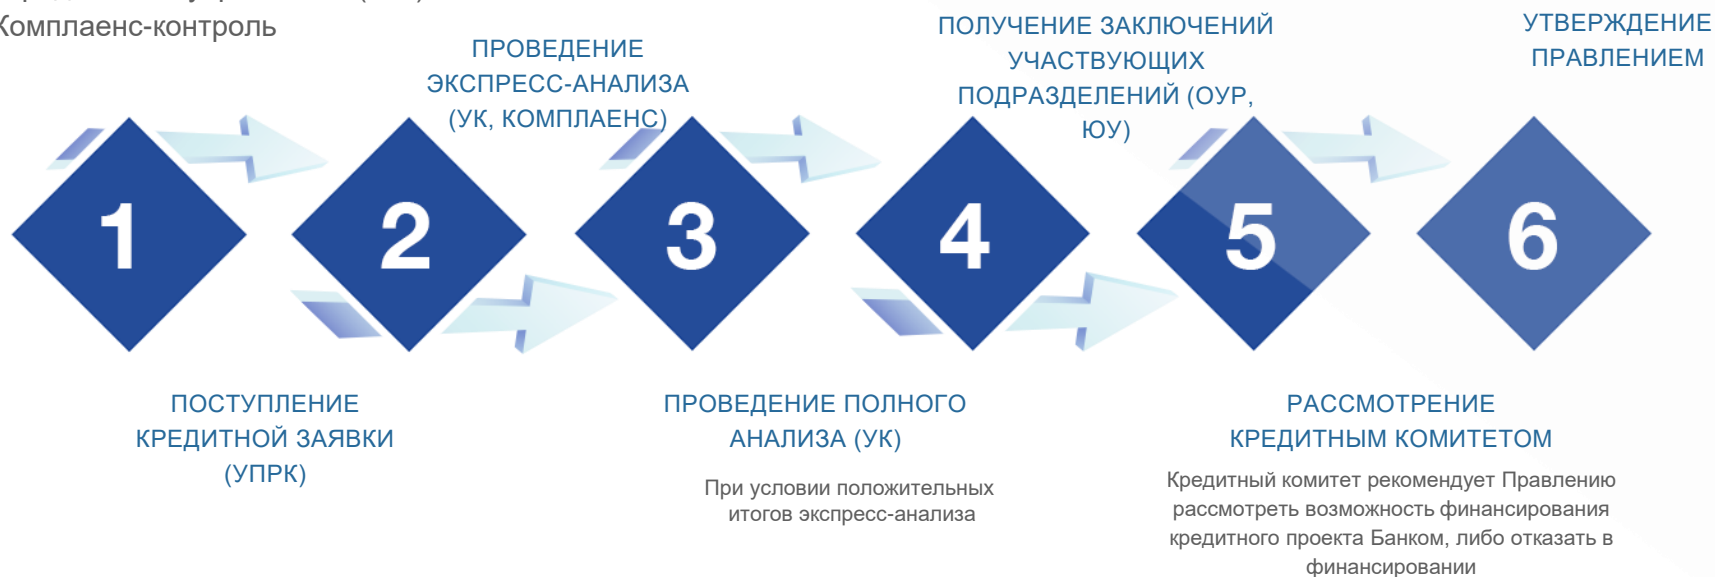 Комплаенс-контроль
ПРОВЕДЕНИЕ
ЭКСПРЕСС-АНАЛИЗА
(УК, КОМПЛАЕНС)
ПОЛУЧЕНИЕ ЗАКЛЮЧЕНИЙ
УЧАСТВУЮЩИХ
ПОДРАЗДЕЛЕНИЙ (ОУР,
ЮУ)
УТВЕРЖДЕНИЕ
ПРАВЛЕНИЕМ
1
2
3
4
5
6
ПОСТУПЛЕНИЕ
КРЕДИТНОЙ ЗАЯВКИ
(УПРК)
ПРОВЕДЕНИЕ ПОЛНОГО
АНАЛИЗА (УК)
При условии положительных
итогов экспресс-анализа
РАССМОТРЕНИЕ
КРЕДИТНЫМ КОМИТЕТОМ
Кредитный комитет рекомендует Правлению
рассмотреть возможность финансирования
кредитного проекта Банком, либо отказать в
финансировании